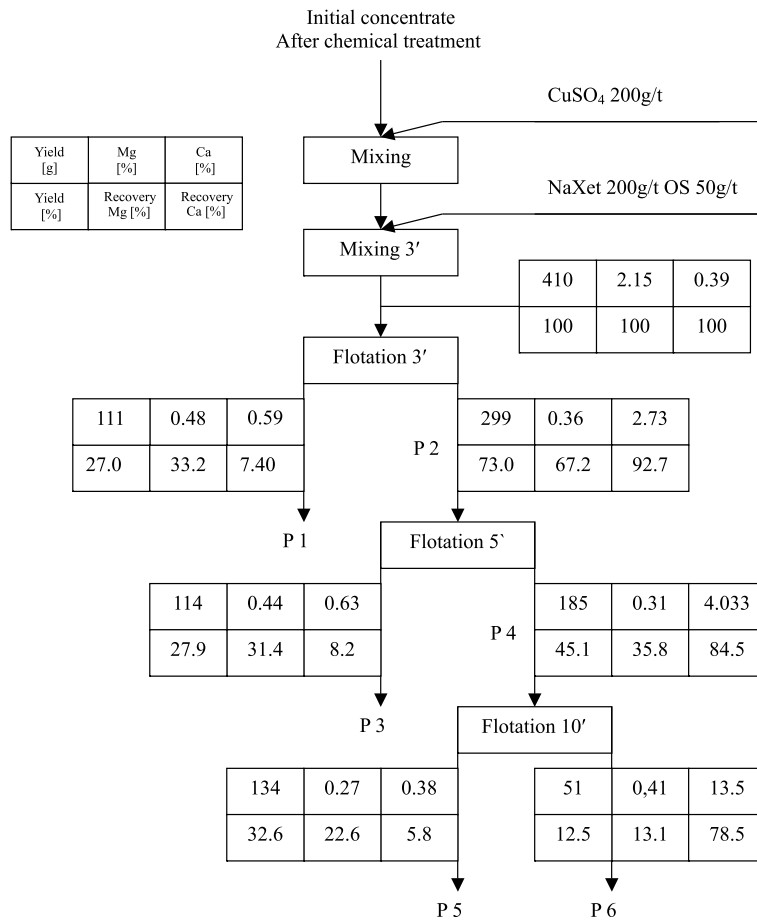 Initial concentrate
After chemical treatment
CuSO₄ 200g/t
Mixing
Yield [g] Mg [%] Ca [%]
Yield [%] Recovery Mg [%] Recovery Ca [%]
NaXet 200g/t OS 50g/t
Mixing 3′
410 2.15 0.39
100 100 100
Flotation 3′
111 0.48 0.59
27.0 33.2 7.40
P 2
299 0.36 2.73
73.0 67.2 92.7
P 1
Flotation 5`
114 0.44 0.63
27.9 31.4 8.2
P 4
185 0.31 4.033
45.1 35.8 84.5
P 3
Flotation 10′
134 0.27 0.38
32.6 22.6 5.8
51 0,41 13.5
12.5 13.1 78.5
P 5 P 6